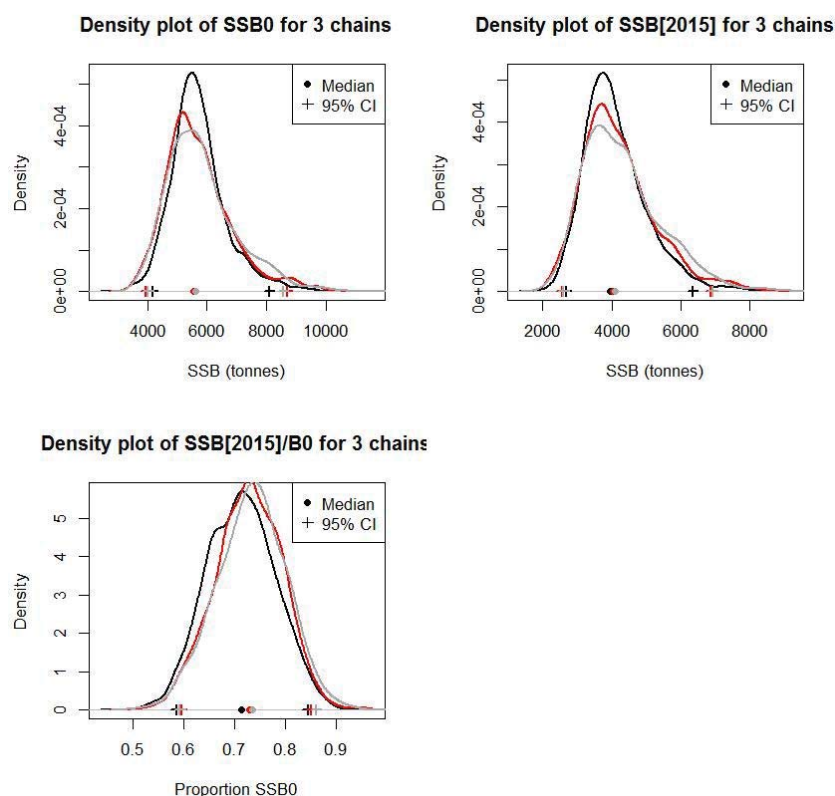 Density plot of SSB0 for 3 chains
Median
95% CI
Density
0e+00
2e-04
4e-04
4000 6000 8000 10000
SSB (tonnes)
Density plot of SSB[2015] for 3 chains
Median
95% CI
Density
0e+00
2e-04
4e-04
2000 4000 6000 8000
SSB (tonnes)
Density plot of SSB[2015]/B0 for 3 chains
Median
95% CI
Density
5
4
3
2
1
0
0.5 0.6 0.7 0.8 0.9
Proportion SSB0